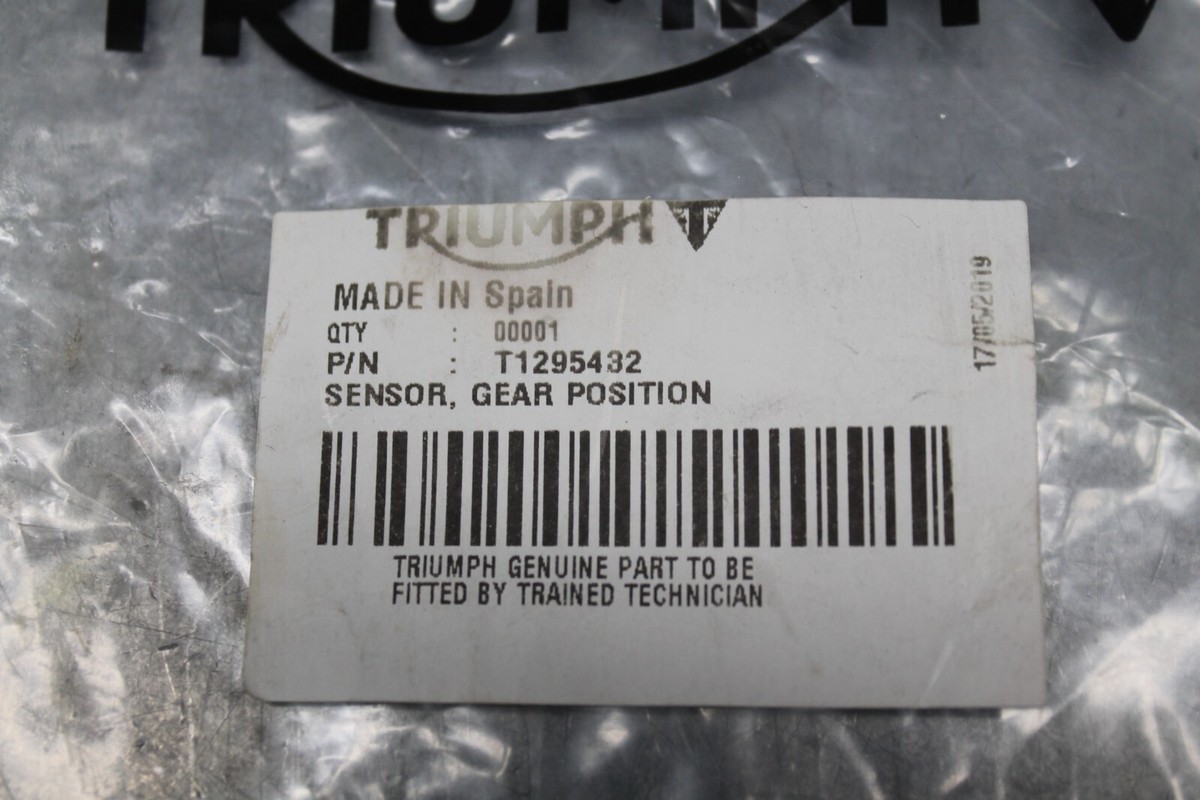 TRIUMPH
TRIUMPH
MADE IN Spain
QTY : 00001
P/N : T1295432
SENSOR, GEAR POSITION
TRIUMPH GENUINE PART TO BE
FITTED BY TRAINED TECHNICIAN
17/05/2019